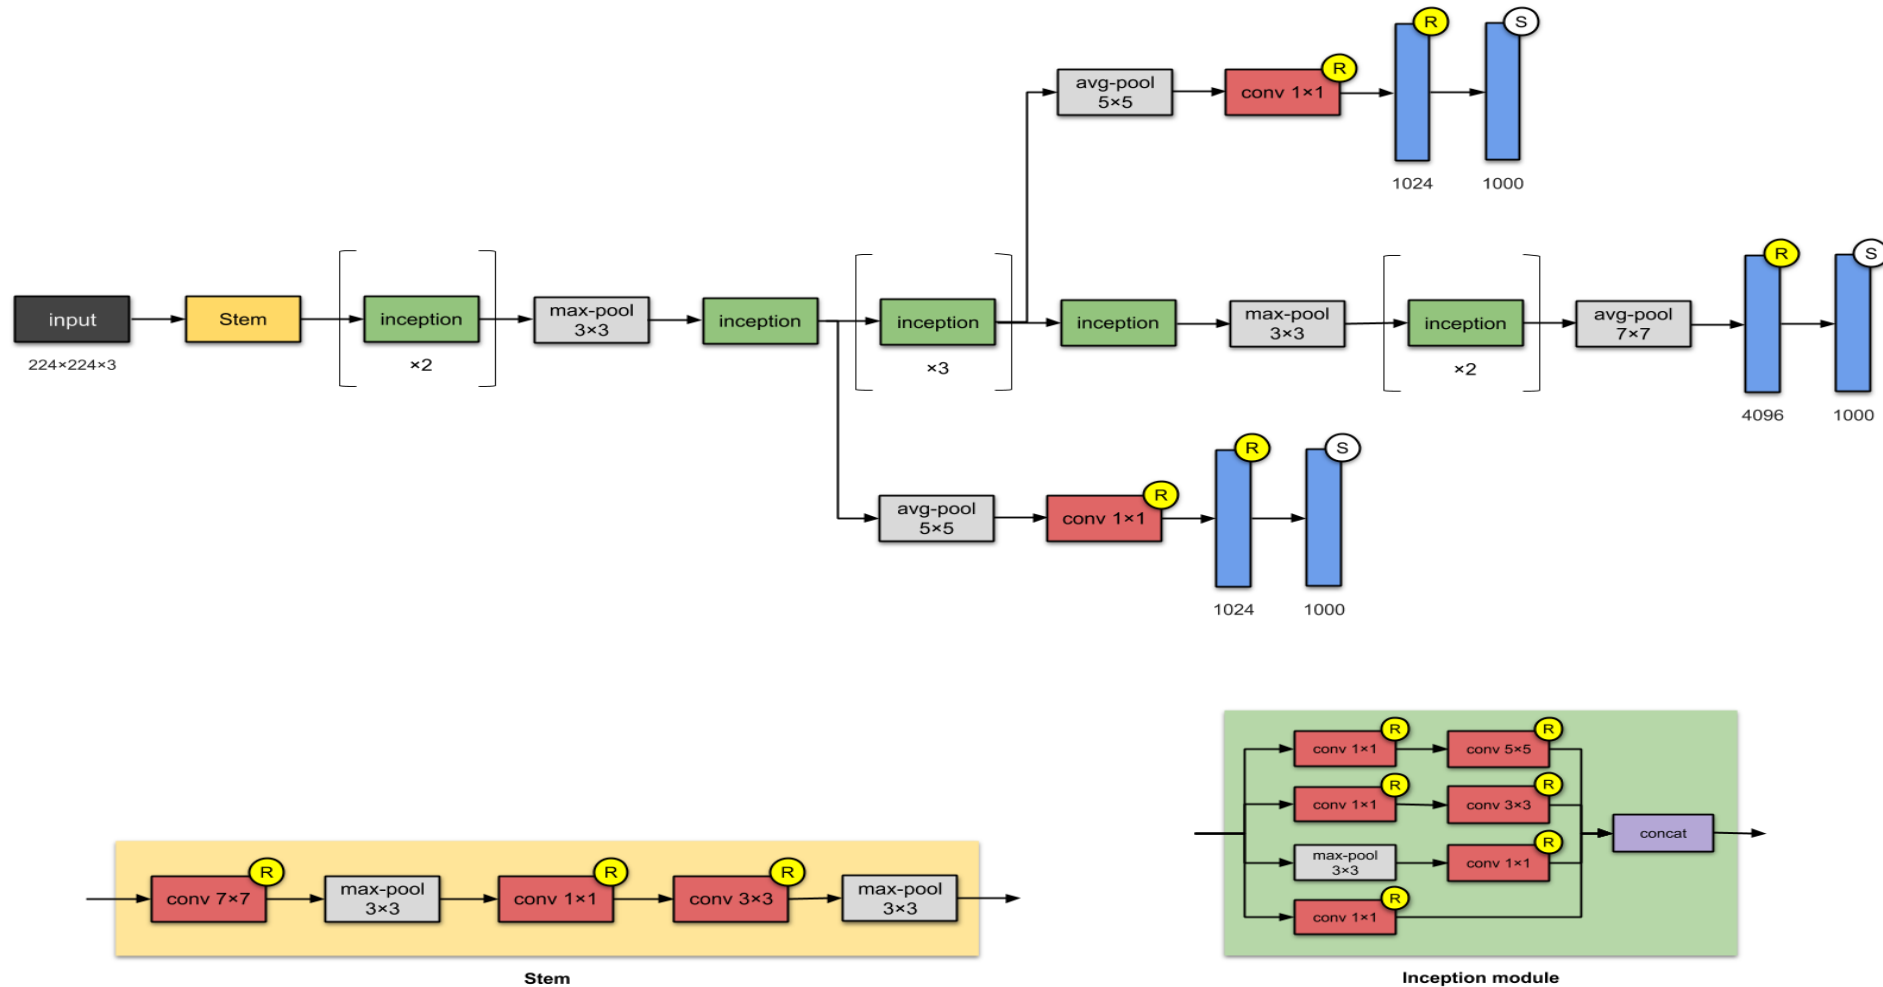 R
S
avg-pool
5×5
conv 1×1
R
1024
1000
input
224×224×3
Stem
inception
×2
max-pool
3×3
inception
inception
×3
inception
max-pool
3×3
inception
×2
avg-pool
7×7
R
S
4096
1000
avg-pool
5×5
conv 1×1
R
R
S
1024
1000
conv 7×7
R
max-pool
3×3
conv 1×1
R
conv 3×3
R
max-pool
3×3
Stem
conv 1×1
R
conv 5×5
R
conv 1×1
R
conv 3×3
R
max-pool
3×3
conv 1×1
R
conv 1×1
R
concat
Inception module